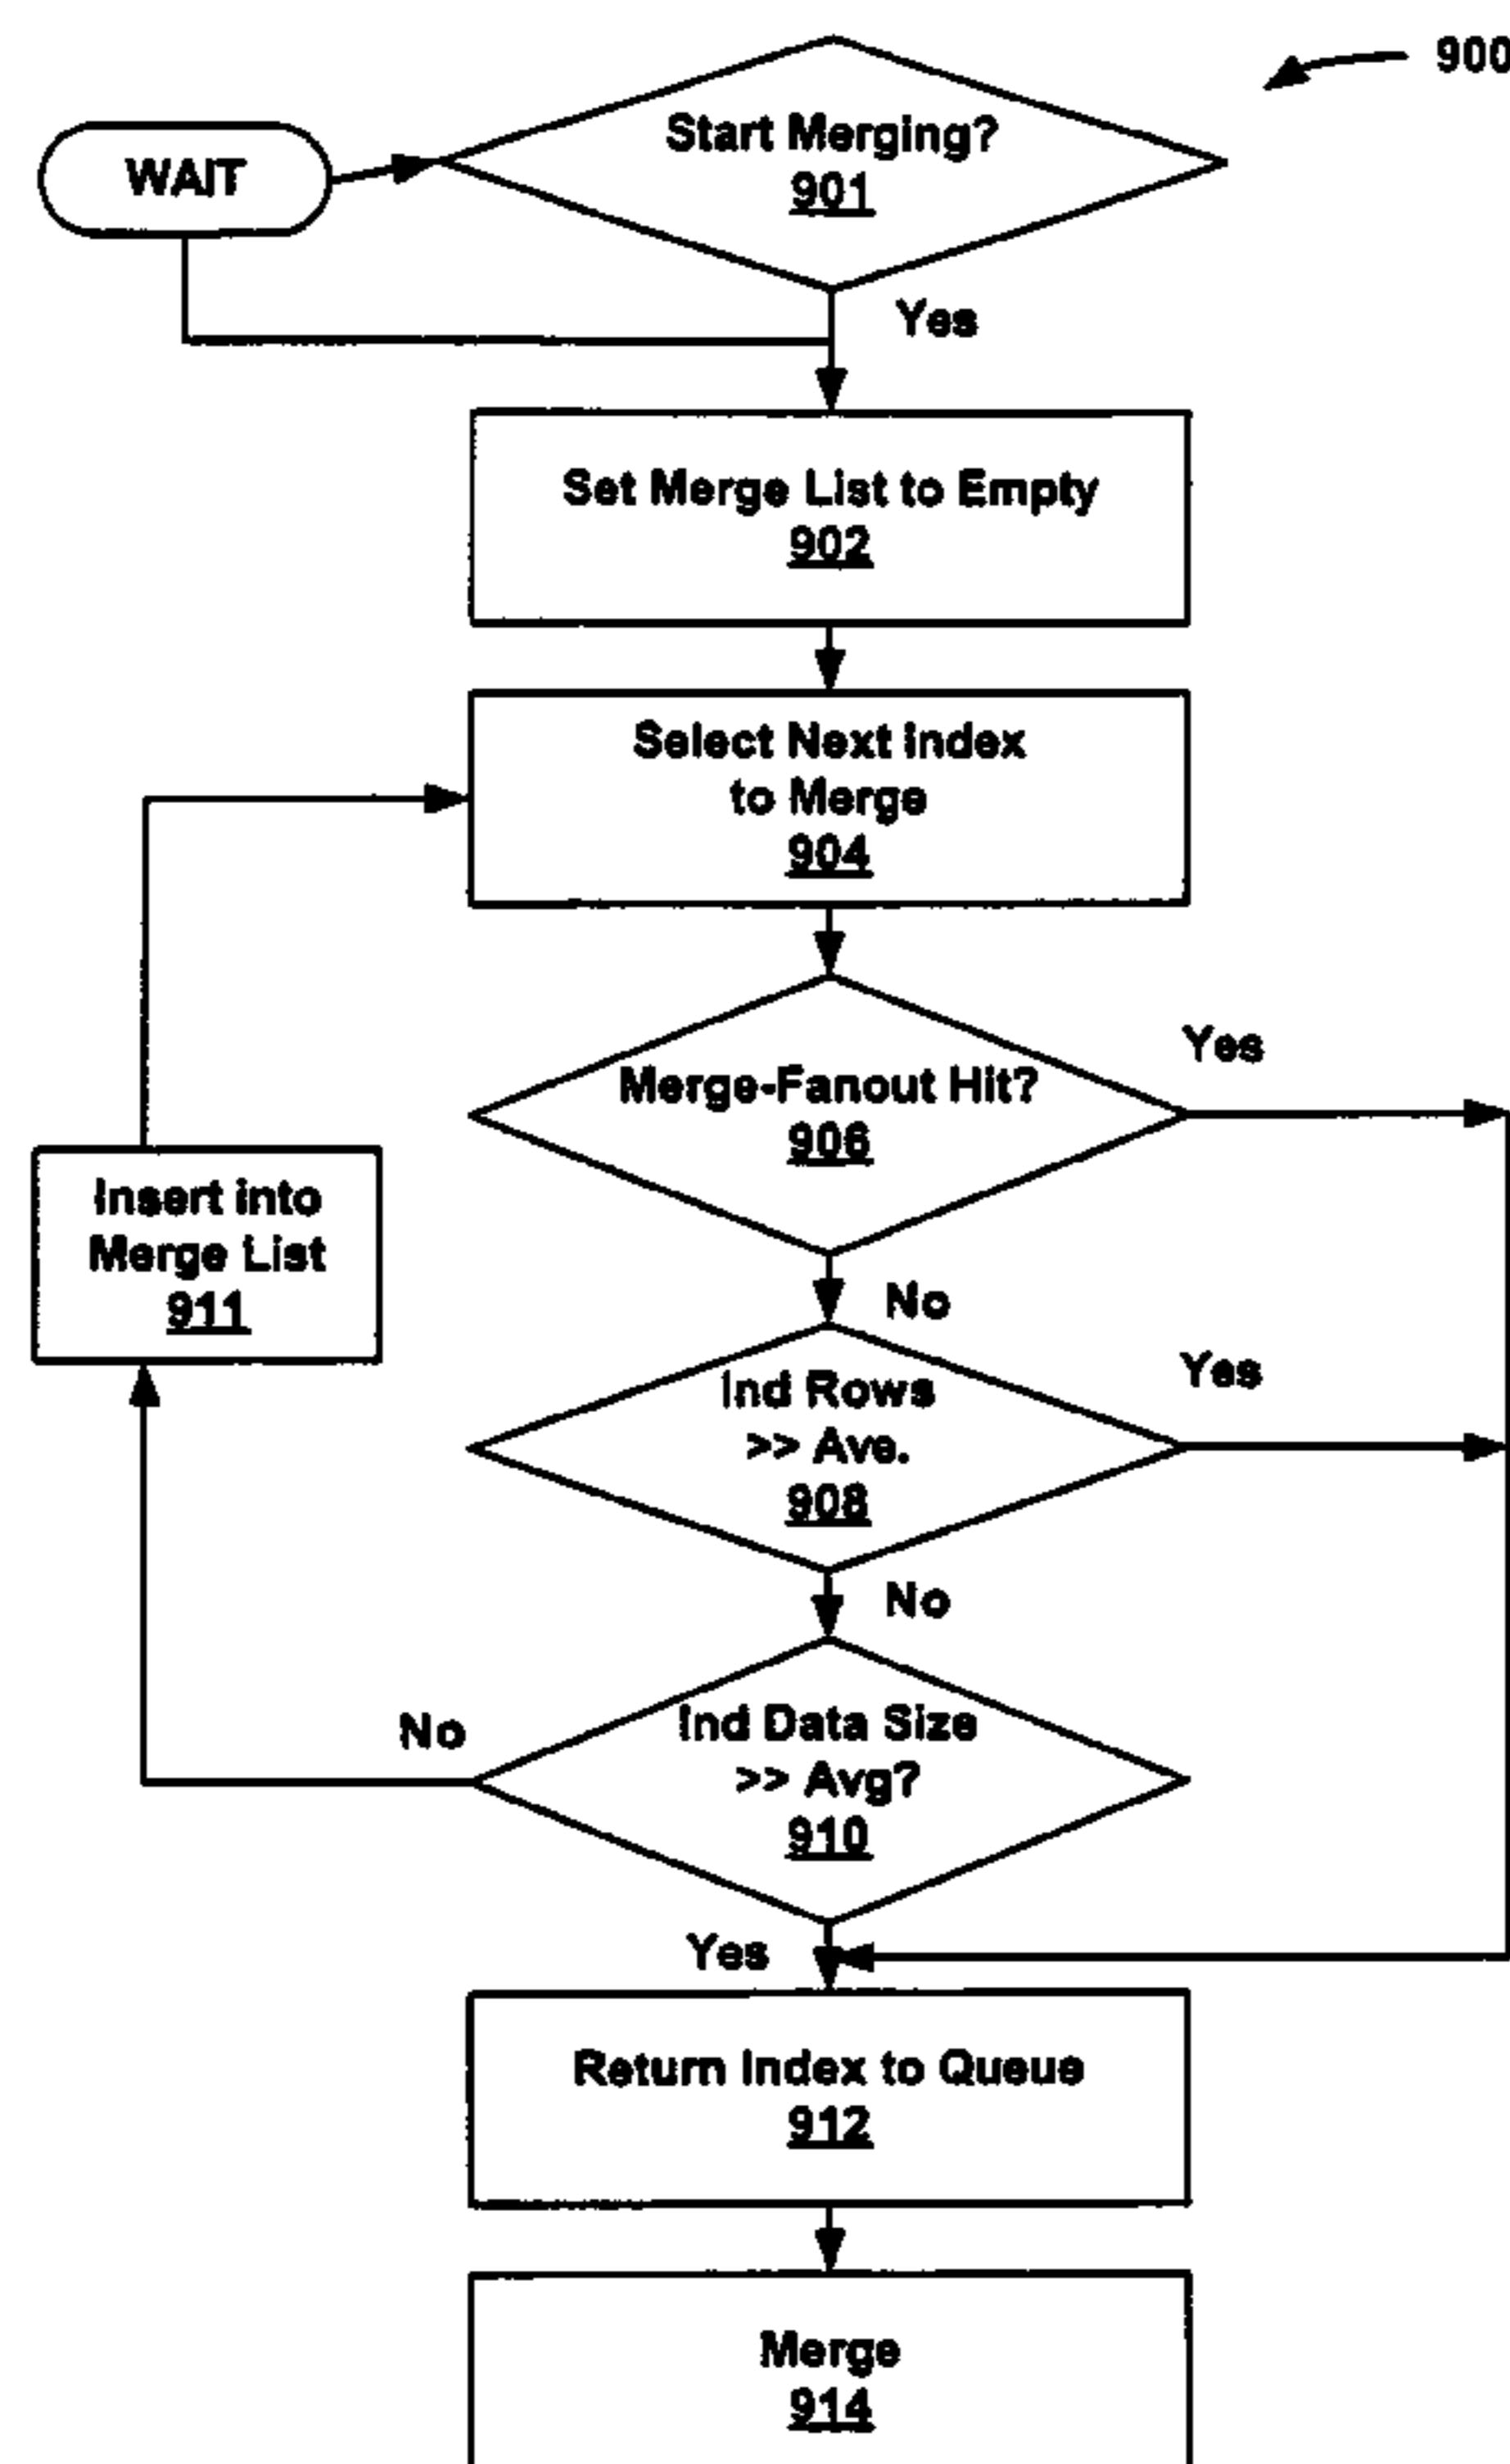 900
Start Merging?
901
WAIT
Yes
Set Merge List to Empty
902
Select Next Index
to Merge
904
Yes
Merge-Fanout Hit?
906
Insert into
Merge List
911
No
Yes
Ind Rows
>> Ave.
908
No
No
Ind Data Size
>> Avg?
910
Yes
Return Index to Queue
912
Merge
914